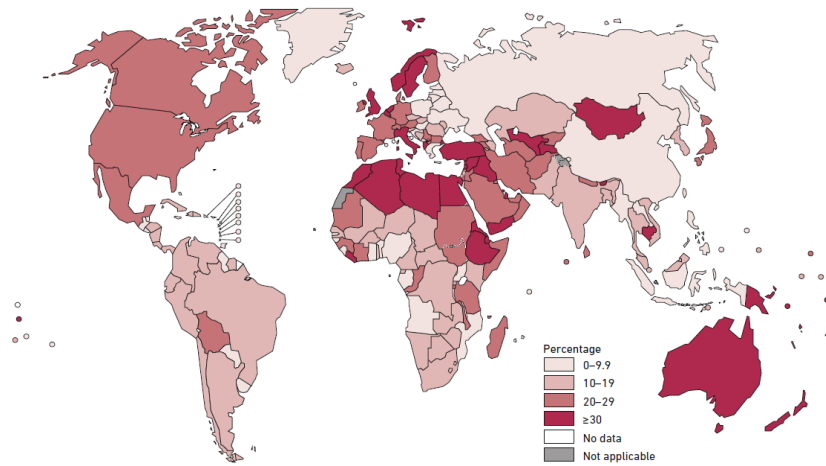 Percentage
0–9.9
10–19
20–29
≥30
No data
Not applicable